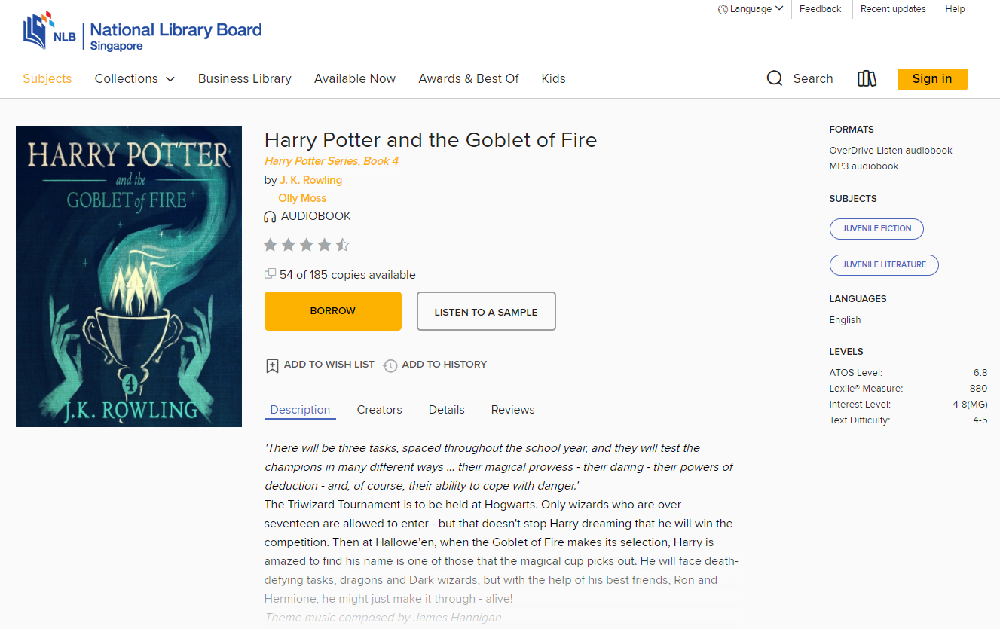 Language
Feedback
Recent updates
Help
NLB
National Library Board
Singapore
Subjects
Collections
Business Library
Available Now
Awards & Best Of
Kids
Search
Sign in
HARRY POTTER
and the
GOBLET of FIRE
4
J.K. ROWLING
Harry Potter and the Goblet of Fire
Harry Potter Series, Book 4
by J. K. Rowling
Olly Moss
AUDIOBOOK
54 of 185 copies available
BORROW
LISTEN TO A SAMPLE
ADD TO WISH LIST
ADD TO HISTORY
Description
Creators
Details
Reviews
'There will be three tasks, spaced throughout the school year, and they will test the
champions in many different ways ... their magical prowess - their daring - their powers of
deduction - and, of course, their ability to cope with danger.'
The Triwizard Tournament is to be held at Hogwarts. Only wizards who are over
seventeen are allowed to enter - but that doesn't stop Harry dreaming that he will win the
competition. Then at Hallowe'en, when the Goblet of Fire makes its selection, Harry is
amazed to find his name is one of those that the magical cup picks out. He will face death-
defying tasks, dragons and Dark wizards, but with the help of his best friends, Ron and
Hermione, he might just make it through - alive!
Theme music composed by James Hannigan
FORMATS
OverDrive Listen audiobook
MP3 audiobook
SUBJECTS
JUVENILE FICTION
JUVENILE LITERATURE
LANGUAGES
English
LEVELS
ATOS Level: 6.8
Lexile® Measure: 880
Interest Level: 4-8(MG)
Text Difficulty: 4-5